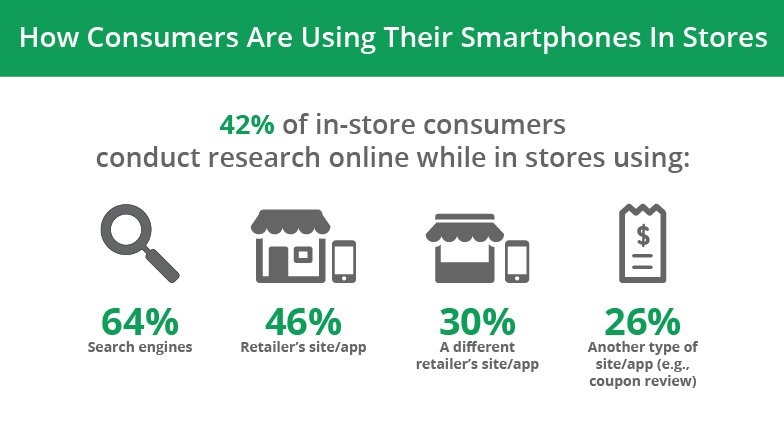 How Consumers Are Using Their Smartphones In Stores
42% of in-store consumers
conduct research online while in stores using:
$
64%
Search engines
46%
Retailer's site/app
30%
A different
retailer's site/app
26%
Another type of
site/app (e.g.,
coupon review)